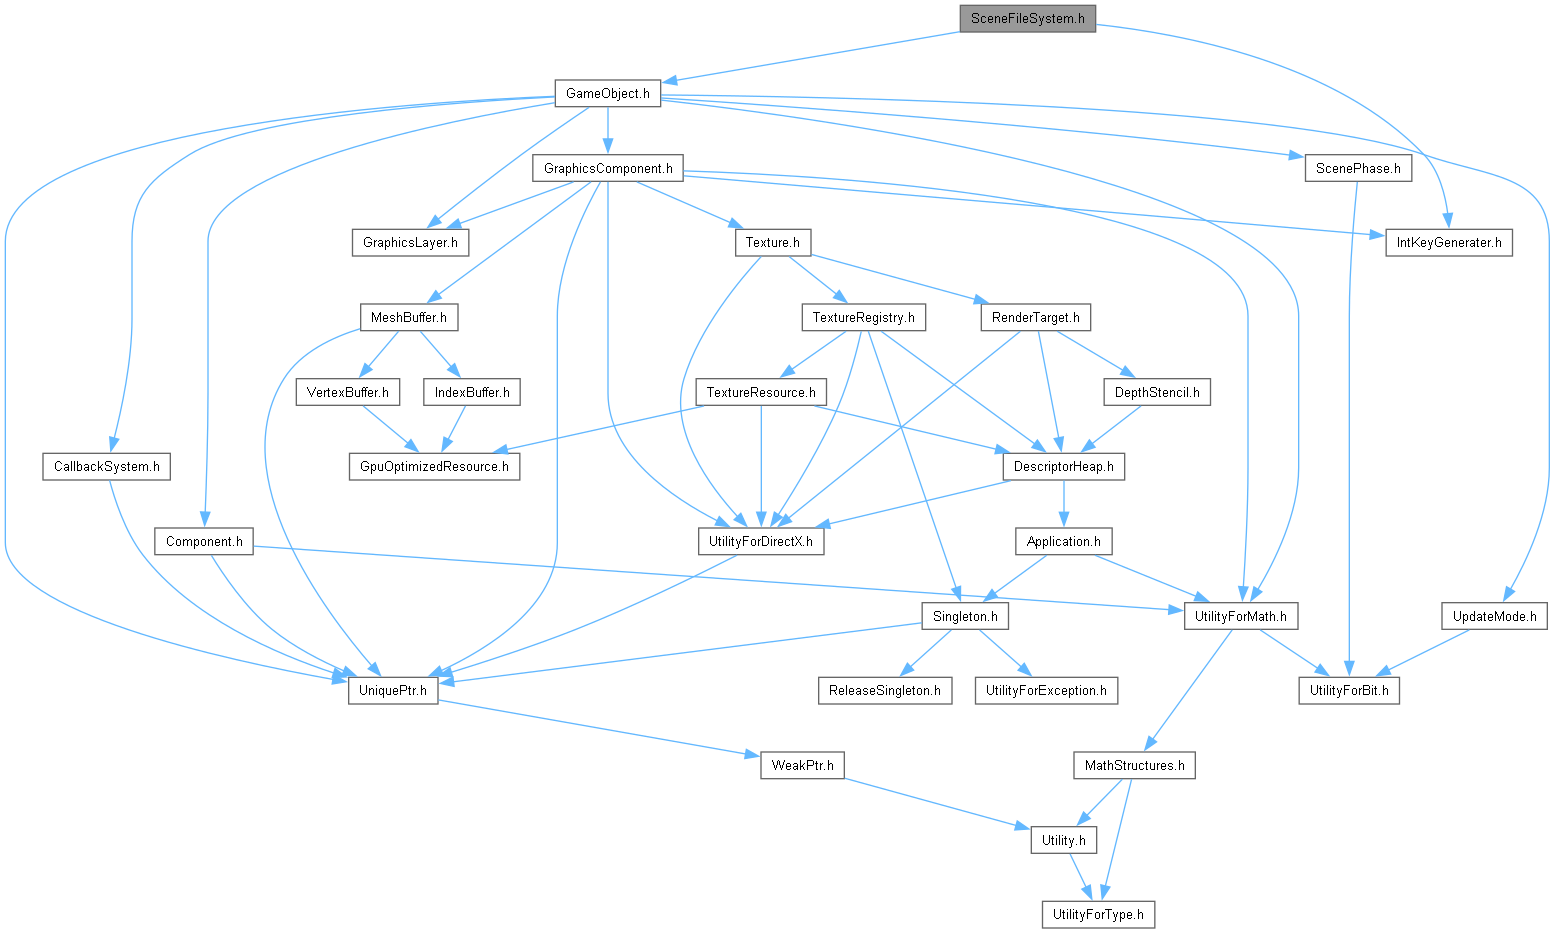 SceneFileSystem.h
GameObject.h
GraphicsComponent.h
ScenePhase.h
GraphicsLayer.h
Texture.h
IntKeyGenerater.h
MeshBuffer.h
TextureRegistry.h
RenderTarget.h
VertexBuffer.h
IndexBuffer.h
TextureResource.h
DepthStencil.h
CallbackSystem.h
GpuOptimizedResource.h
DescriptorHeap.h
Component.h
UtilityForDirectX.h
Application.h
Singleton.h
UtilityForMath.h
UpdateMode.h
UniquePtr.h
ReleaseSingleton.h
UtilityForException.h
UtilityForBit.h
WeakPtr.h
MathStructures.h
Utility.h
UtilityForType.h